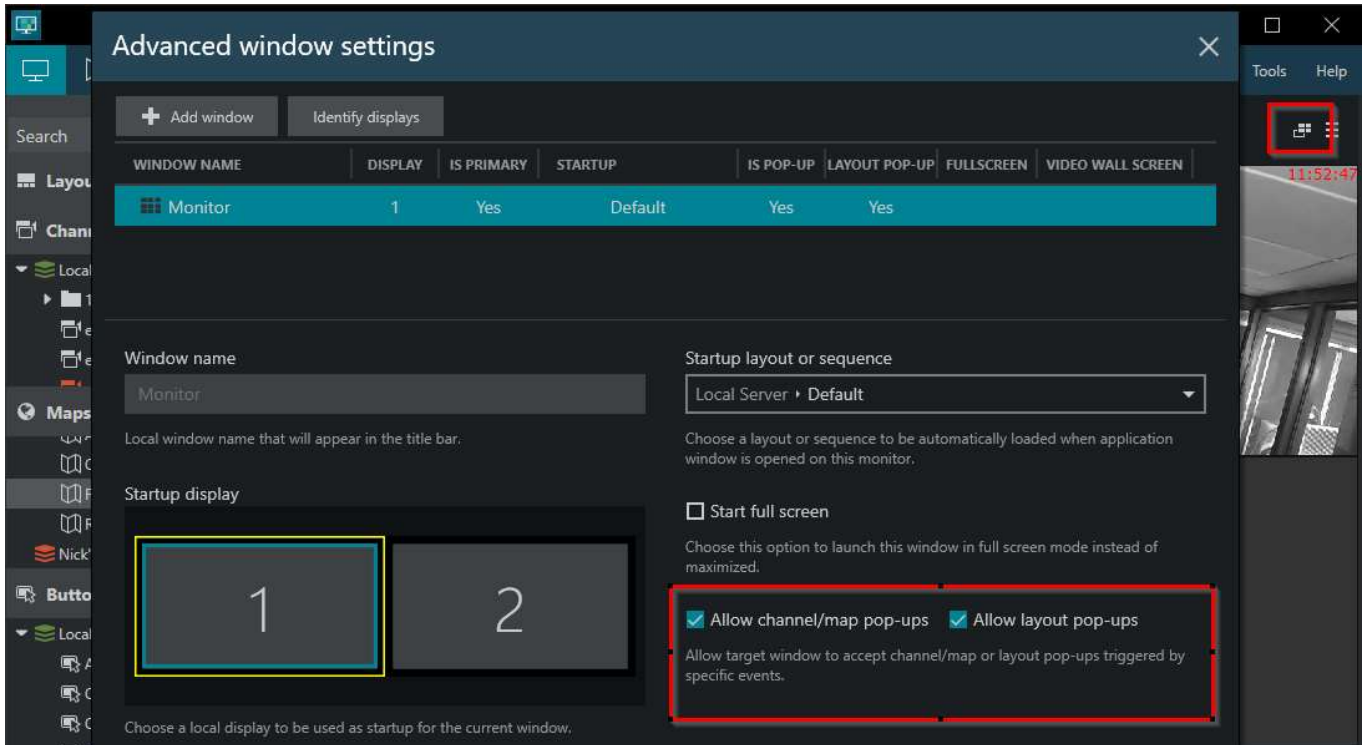 Advanced window settings
Tools Help
Add window
Identify displays
Search
WINDOW NAME DISPLAY IS PRIMARY STARTUP IS POP-UP LAYOUT POP-UP FULLSCREEN VIDEO WALL SCREEN
11:52:47
Layou
Monitor 1 Yes Default Yes Yes
Chann
Local
1
e
e
Window name
Startup layout or sequence
Monitor
Local Server Default
Maps
Local window name that will appear in the title bar.
Choose a layout or sequence to be automatically loaded when application
window is opened on this monitor.
Startup display
Start full screen
Choose this option to launch this window in full screen mode instead of
maximized.
Nick'
1
2
Butto
Allow channel/map pop-ups Allow layout pop-ups
Local
Allow target window to accept channel/map or layout pop-ups triggered by
specific events.
Choose a local display to be used as startup for the current window.